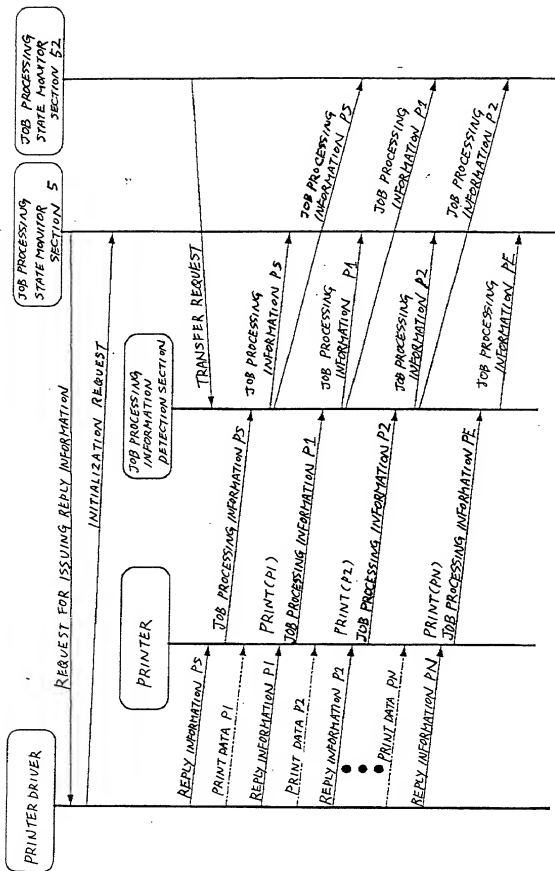 PRINTER DRIVER
PRINTER
JOB PROCESSING
INFORMATION
DETECTION SECTION
JOB PROCESSING
STATE MONITOR
SECTION 5
JOB PROCESSING
STATE MONITOR
SECTION 52
REQUEST FOR ISSUING REPLY INFORMATION
INITIALIZATION REQUEST
TRANSFER REQUEST
REPLY INFORMATION PS
JOB PROCESSING INFORMATION PS
JOB PROCESSING
INFORMATION PS
JOB PROCESSING
INFORMATION PS
PRINT DATA P1
REPLY INFORMATION P1
PRINT(P1)
JOB PROCESSING INFORMATION P1
JOB PROCESSING
INFORMATION P1
JOB PROCESSING
INFORMATION P1
PRINT DATA P2
REPLY INFORMATION P2
PRINT(P2)
JOB PROCESSING INFORMATION P2
JOB PROCESSING
INFORMATION P2
JOB PROCESSING
INFORMATION P2
PRINT DATA PN
REPLY INFORMATION PN
PRINT(PN)
JOB PROCESSING INFORMATION PE
JOB PROCESSING
INFORMATION PE